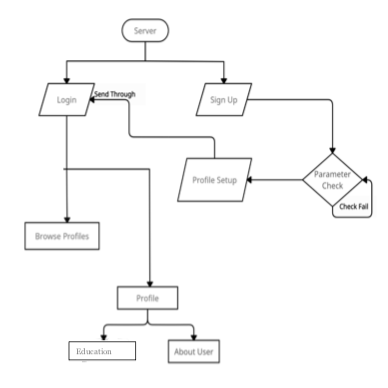 Server
Login
Send Through
Sign Up
Profile Setup
Parameter
Check
Check Fail
Browse Profiles
Profile
Education
About User